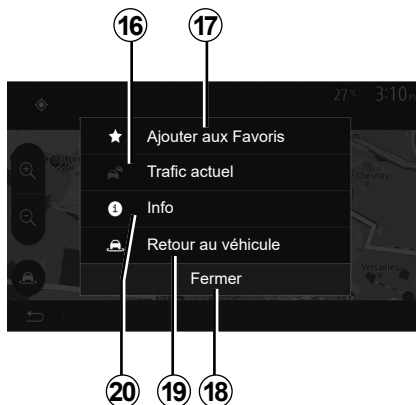 16 17
27 °C 3:10
Ajouter aux Favoris
Trafic actuel
Chesnay
Info
Retour au véhicule
Versailles
Fermer
20 19 18